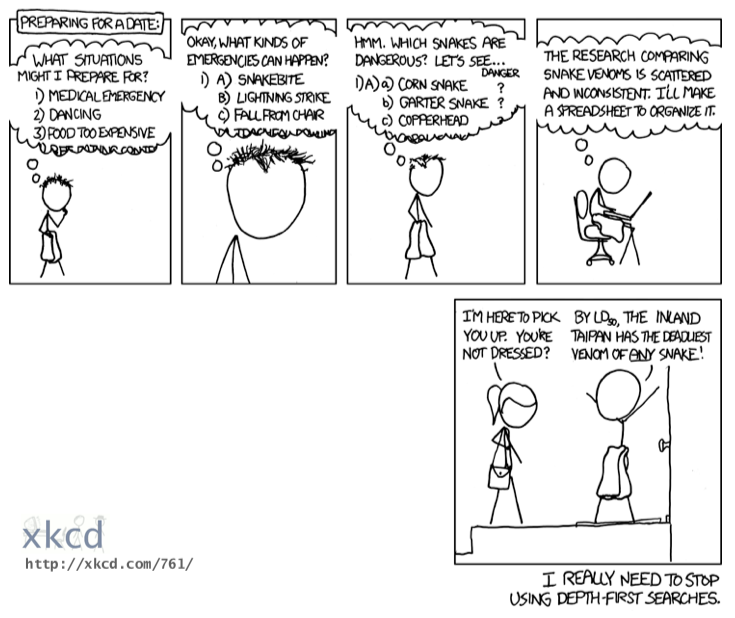 PREPARING FOR A DATE:
WHAT SITUATIONS
MIGHT I PREPARE FOR?
1) MEDICAL EMERGENCY
2) DANCING
3) FOOD TOO EXPENSIVE
OKAY, WHAT KINDS OF
EMERGENCIES CAN HAPPEN?
1) A) SNAKEBITE
B) LIGHTNING STRIKE
C) FALL FROM CHAIR
HMM. WHICH SNAKES ARE
DANGEROUS? LET'S SEE...
DANGER
1) A) a) CORN SNAKE ?
b) GARTER SNAKE ?
c) COPPERHEAD
THE RESEARCH COMPARING
SNAKE VENOMS IS SCATTERED
AND INCONSISTENT. I'LL MAKE
A SPREADSHEET TO ORGANIZE IT.
I'M HERE TO PICK
YOU UP. YOU'RE
NOT DRESSED?
BY LD50, THE INLAND
TAIPAN HAS THE DEADLIEST
VENOM OF ANY SNAKE!
xkcd
http://xkcd.com/761/
I REALLY NEED TO STOP
USING DEPTH-FIRST SEARCHES.